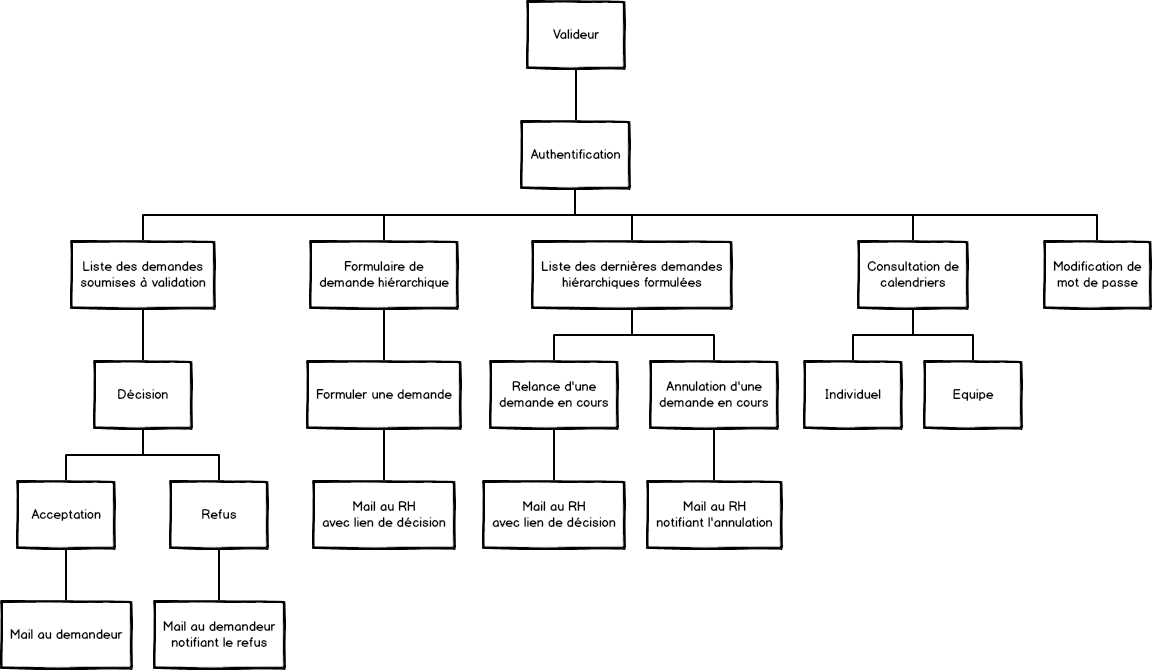 Valideur
Authentification
Liste des demandes
soumises à validation
Formulaire de
demande hiérarchique
Liste des dernières demandes
hiérarchiques formulées
Consultation de
calendriers
Modification de
mot de passe
Décision
Formuler une demande
Relance d'une
demande en cours
Annulation d'une
demande en cours
Individuel
Equipe
Acceptation
Refus
Mail au RH
avec lien de décision
Mail au RH
avec lien de décision
Mail au RH
notifiant l'annulation
Mail au demandeur
Mail au demandeur
notifiant le refus